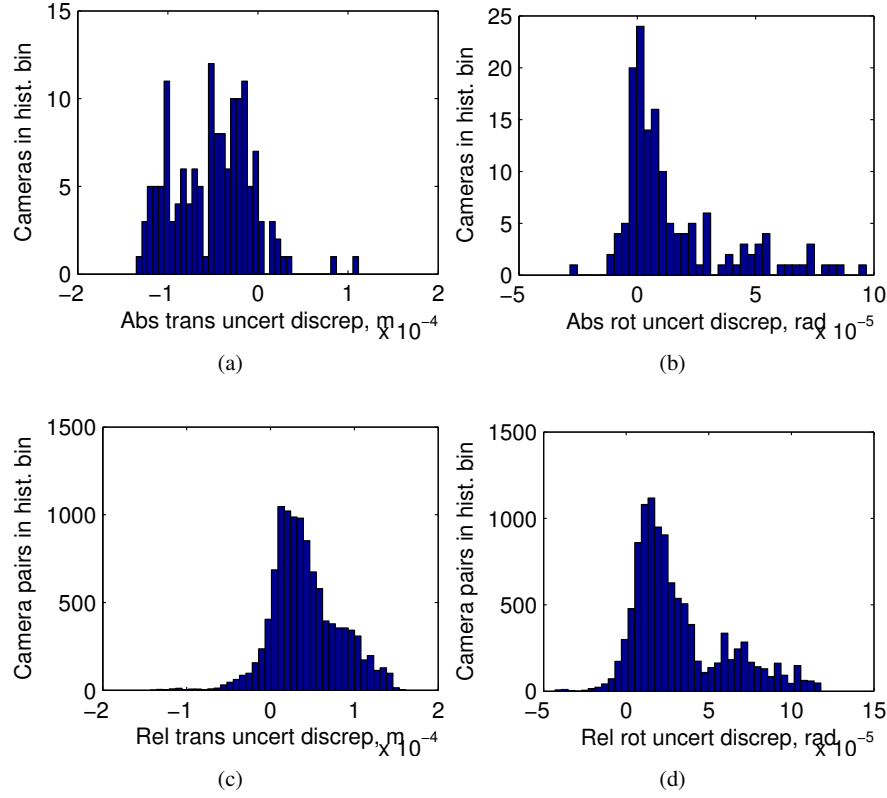 15
10
5
0
−2 −1 0 1 2
Cameras in hist. bin
Abs trans uncert discrep, m
x 10−4
(a)
25
20
15
10
5
0
−5 0 5 10
Cameras in hist. bin
Abs rot uncert discrep, rad
x 10−5
(b)
1500
1000
500
0
−2 −1 0 1 2
Camera pairs in hist. bin
Rel trans uncert discrep, m
x 10−4
(c)
1500
1000
500
0
−5 0 5 10 15
Camera pairs in hist. bin
Rel rot uncert discrep, rad
x 10−5
(d)